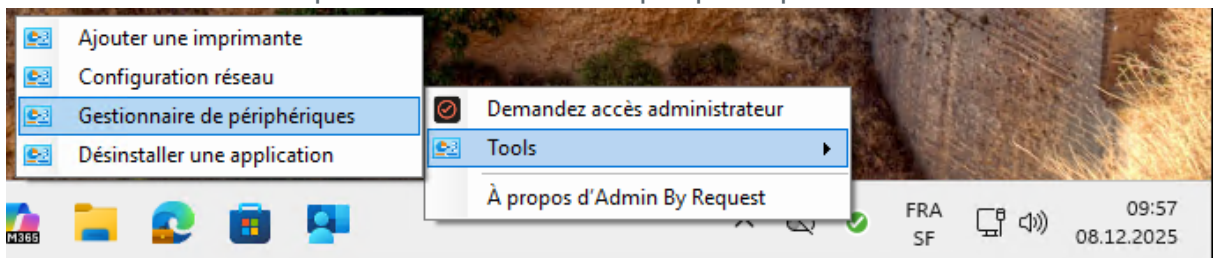 Ajouter une imprimante
Configuration réseau
Gestionnaire de périphériques
Désinstaller une application
Demandez accès administrateur
Tools
À propos d'Admin By Request
M365
FRA
SF
09:57
08.12.2025